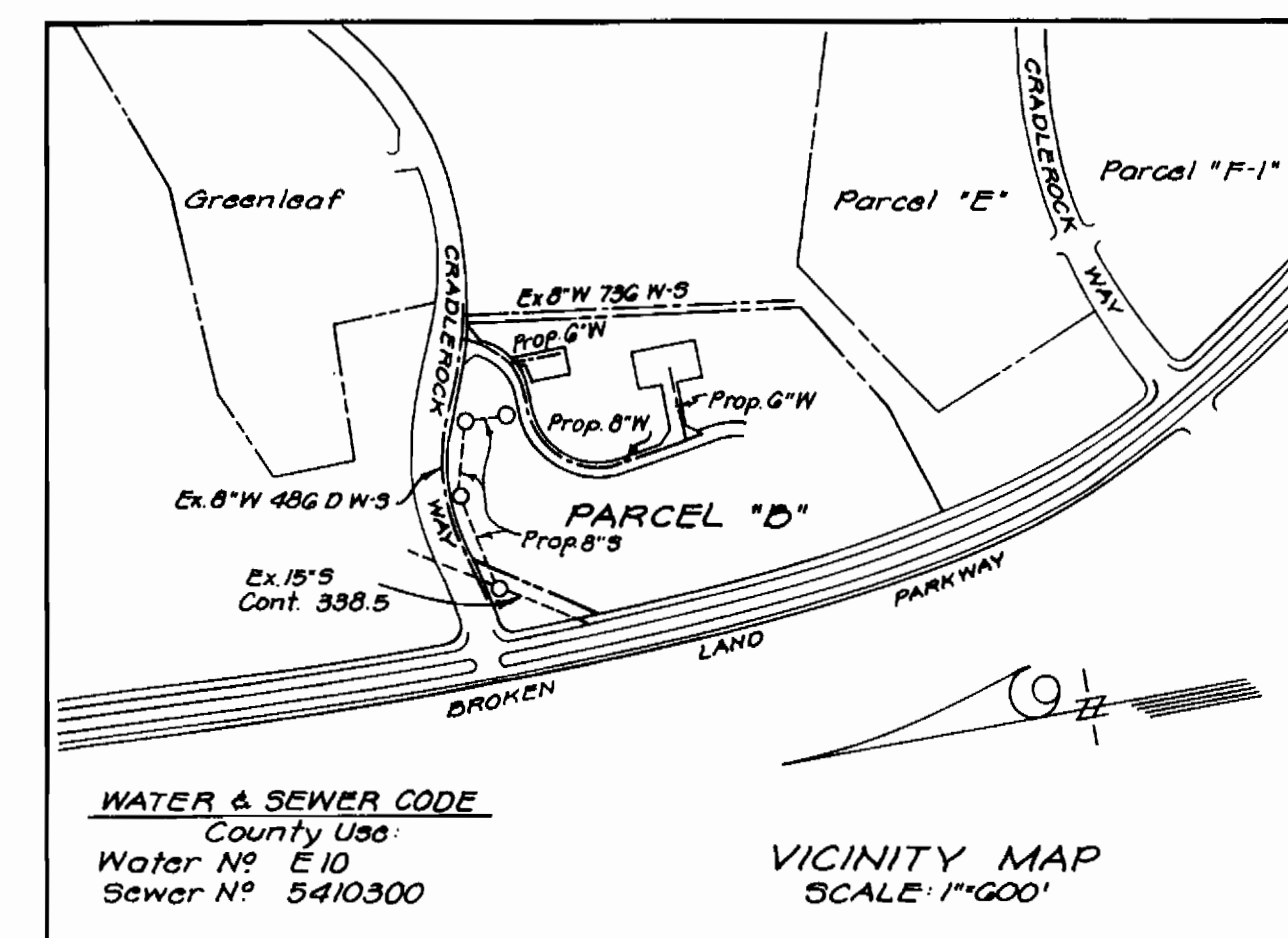 Greenleaf
CRADLEROCK
WAY
Parcel "E"
CRADLEROCK
WAY
Parcel "F-1"
Ex 8"W 736 W-S
Prop. 6"W
Prop. 6"W
Prop. 8"W
Ex. 8"W 486 D W-S
PARCEL "B"
Prop. 8"S
Ex. 15"S
Cont. 338.5
BROKEN
LAND
PARKWAY
WATER & SEWER CODE
County Use:
Water Nº E10
Sewer Nº 5410300
VICINITY MAP
SCALE: 1"=600'